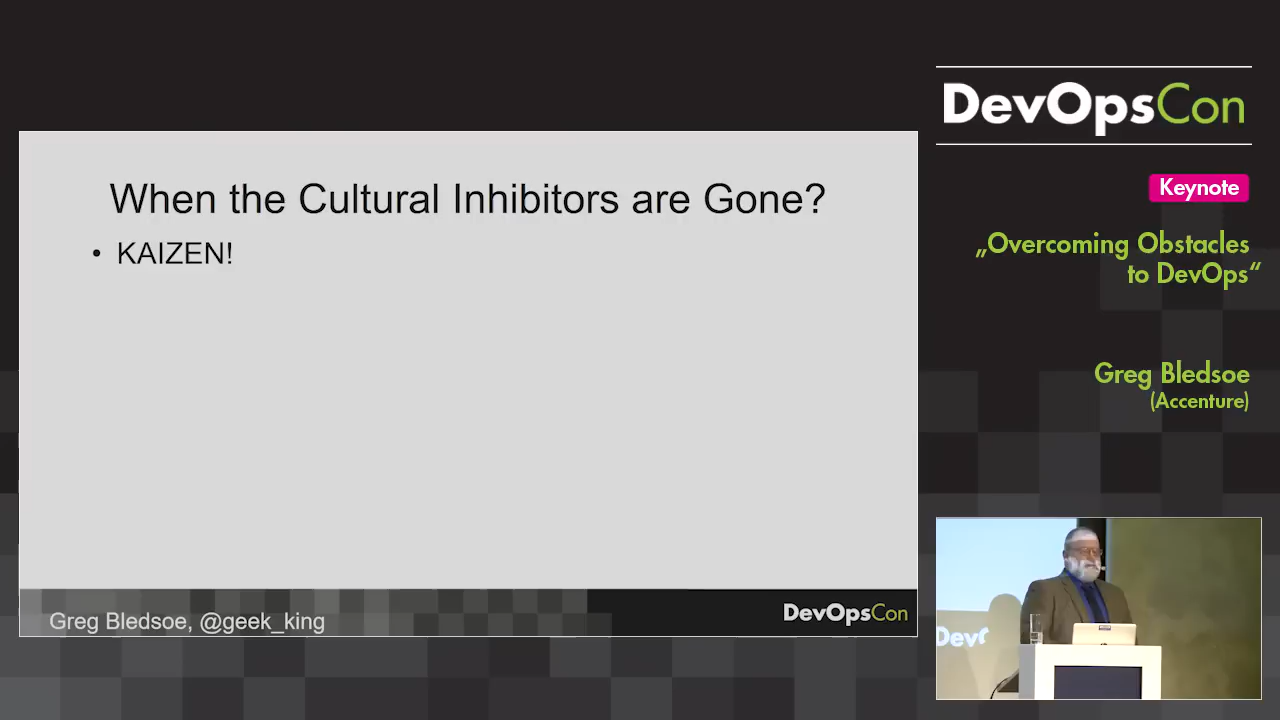 When the Cultural Inhibitors are Gone?
• KAIZEN!
Greg Bledsoe, @geek_king
DevOpsCon
DevOpsCon
Keynote
„Overcoming Obstacles
to DevOps“
Greg Bledsoe
(Accenture)